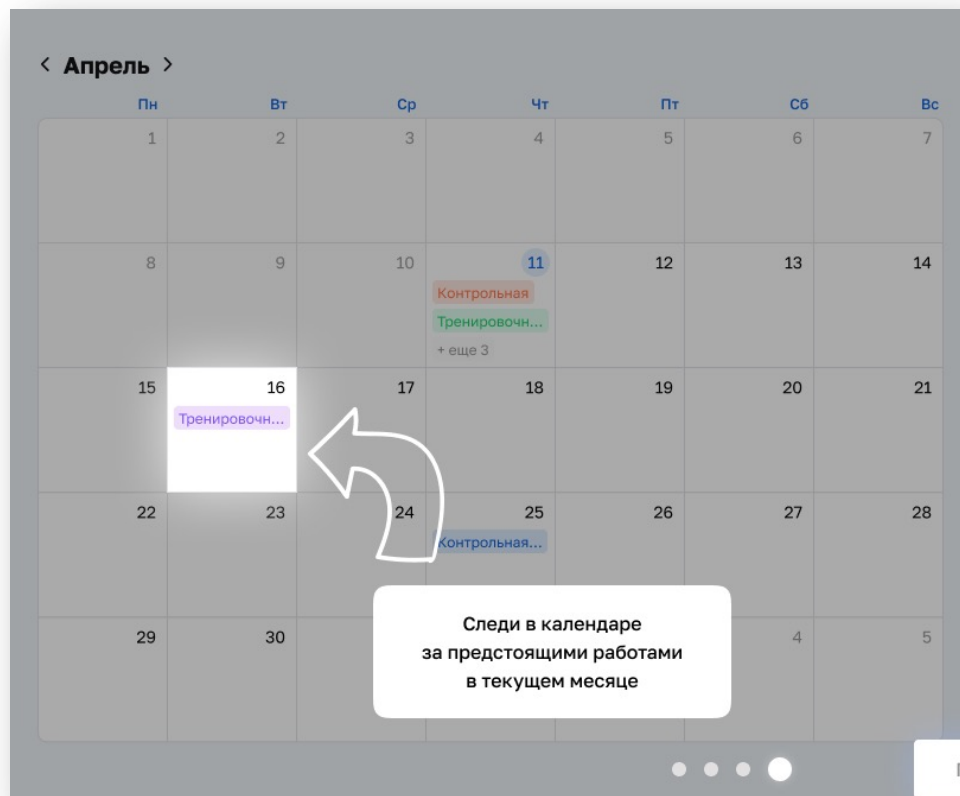 < Апрель >
Пн Вт Ср Чт Пт Сб Вс
1 2 3 4 5 6 7
8 9 10 11 12 13 14
Контрольная
Тренировочн...
+ еще 3
15 16 17 18 19 20 21
Тренировочн...
22 23 24 25 26 27 28
Контрольная...
29 30 4 5
Следи в календаре
за предстоящими работами
в текущем месяце